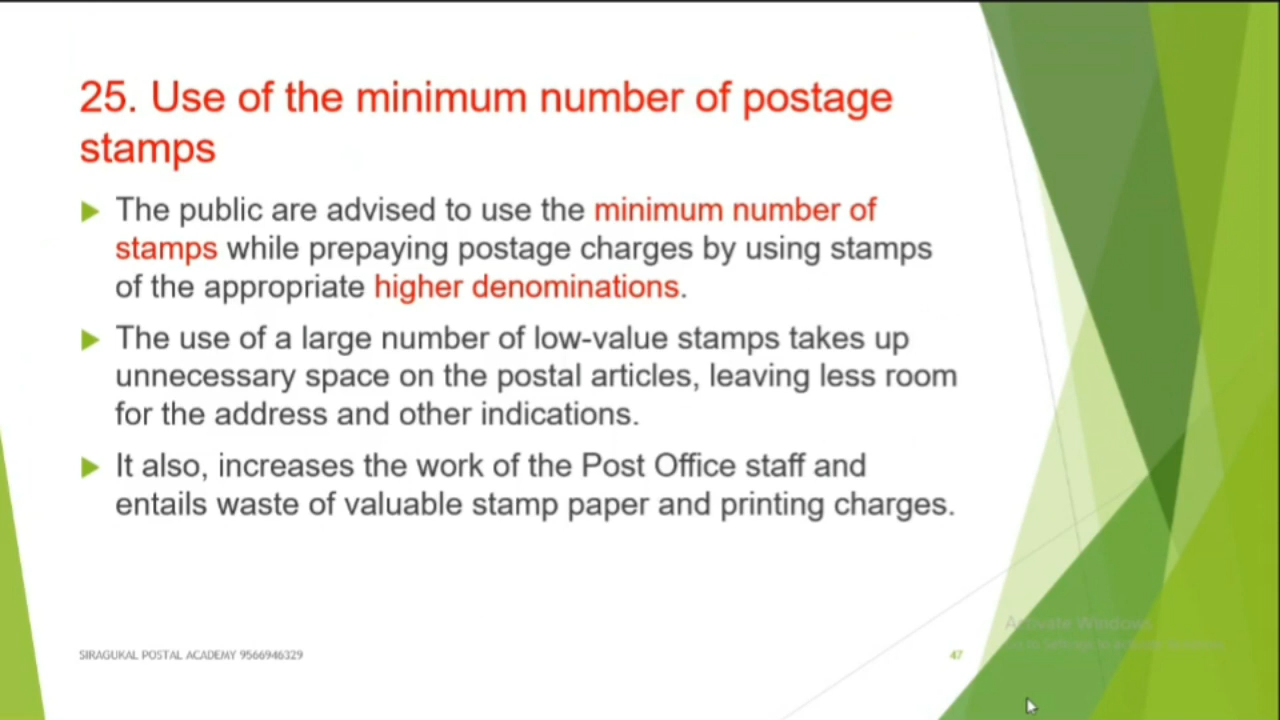 25. Use of the minimum number of postage
stamps
The public are advised to use the minimum number of
stamps while prepaying postage charges by using stamps
of the appropriate higher denominations.
The use of a large number of low-value stamps takes up
unnecessary space on the postal articles, leaving less room
for the address and other indications.
It also, increases the work of the Post Office staff and
entails waste of valuable stamp paper and printing charges.
Activate Windows
SIRAGUKAL POSTAL ACADEMY 9566946329
47